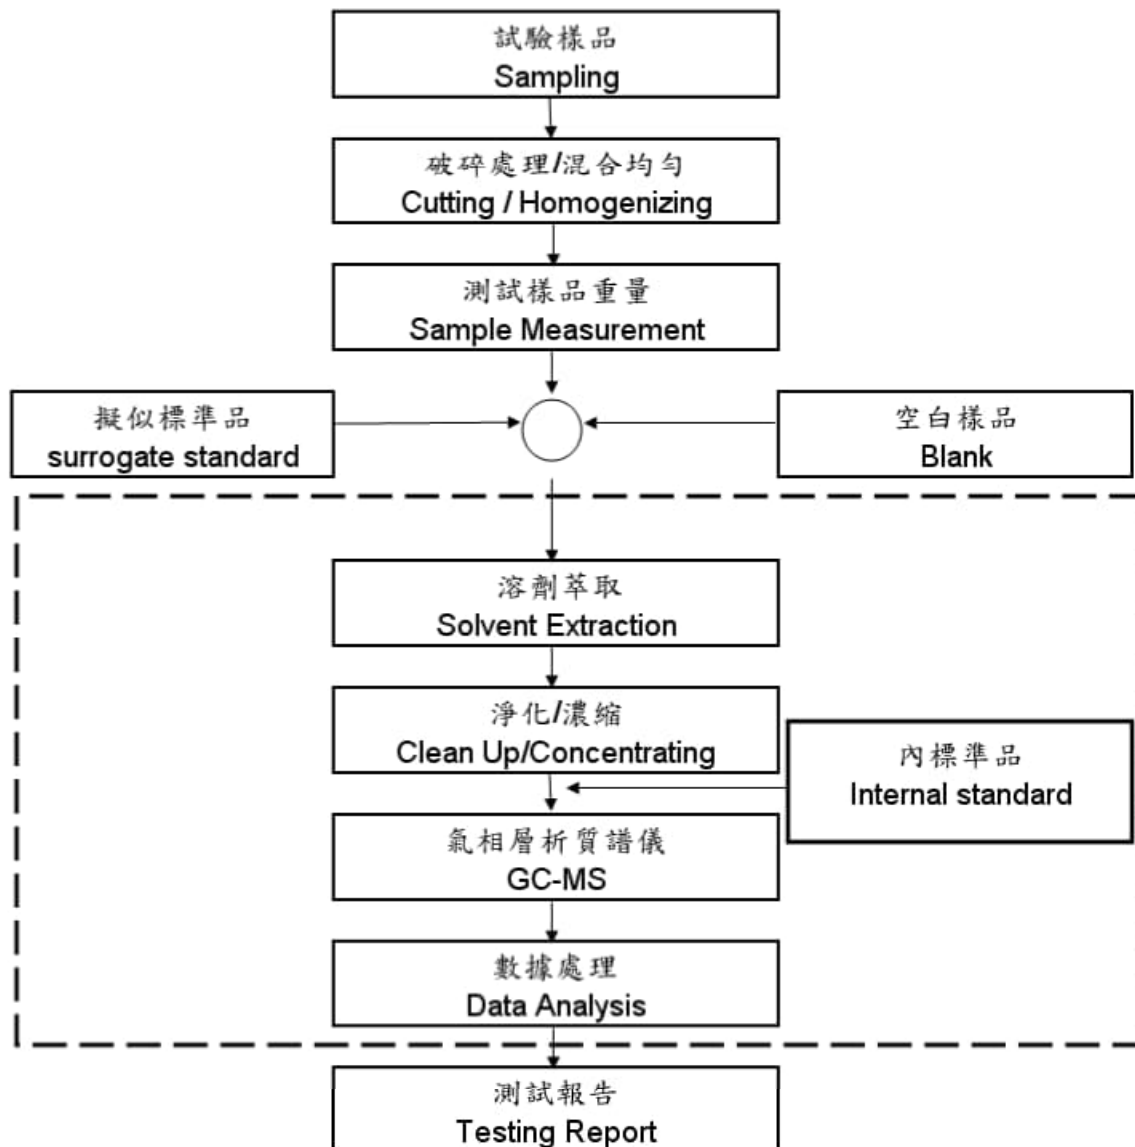 試驗樣品
Sampling
破碎處理/混合均勻
Cutting / Homogenizing
測試樣品重量
Sample Measurement
擬似標準品
surrogate standard
空白樣品
Blank
溶劑萃取
Solvent Extraction
淨化/濃縮
Clean Up/Concentrating
內標準品
Internal standard
氣相層析質譜儀
GC-MS
數據處理
Data Analysis
測試報告
Testing Report